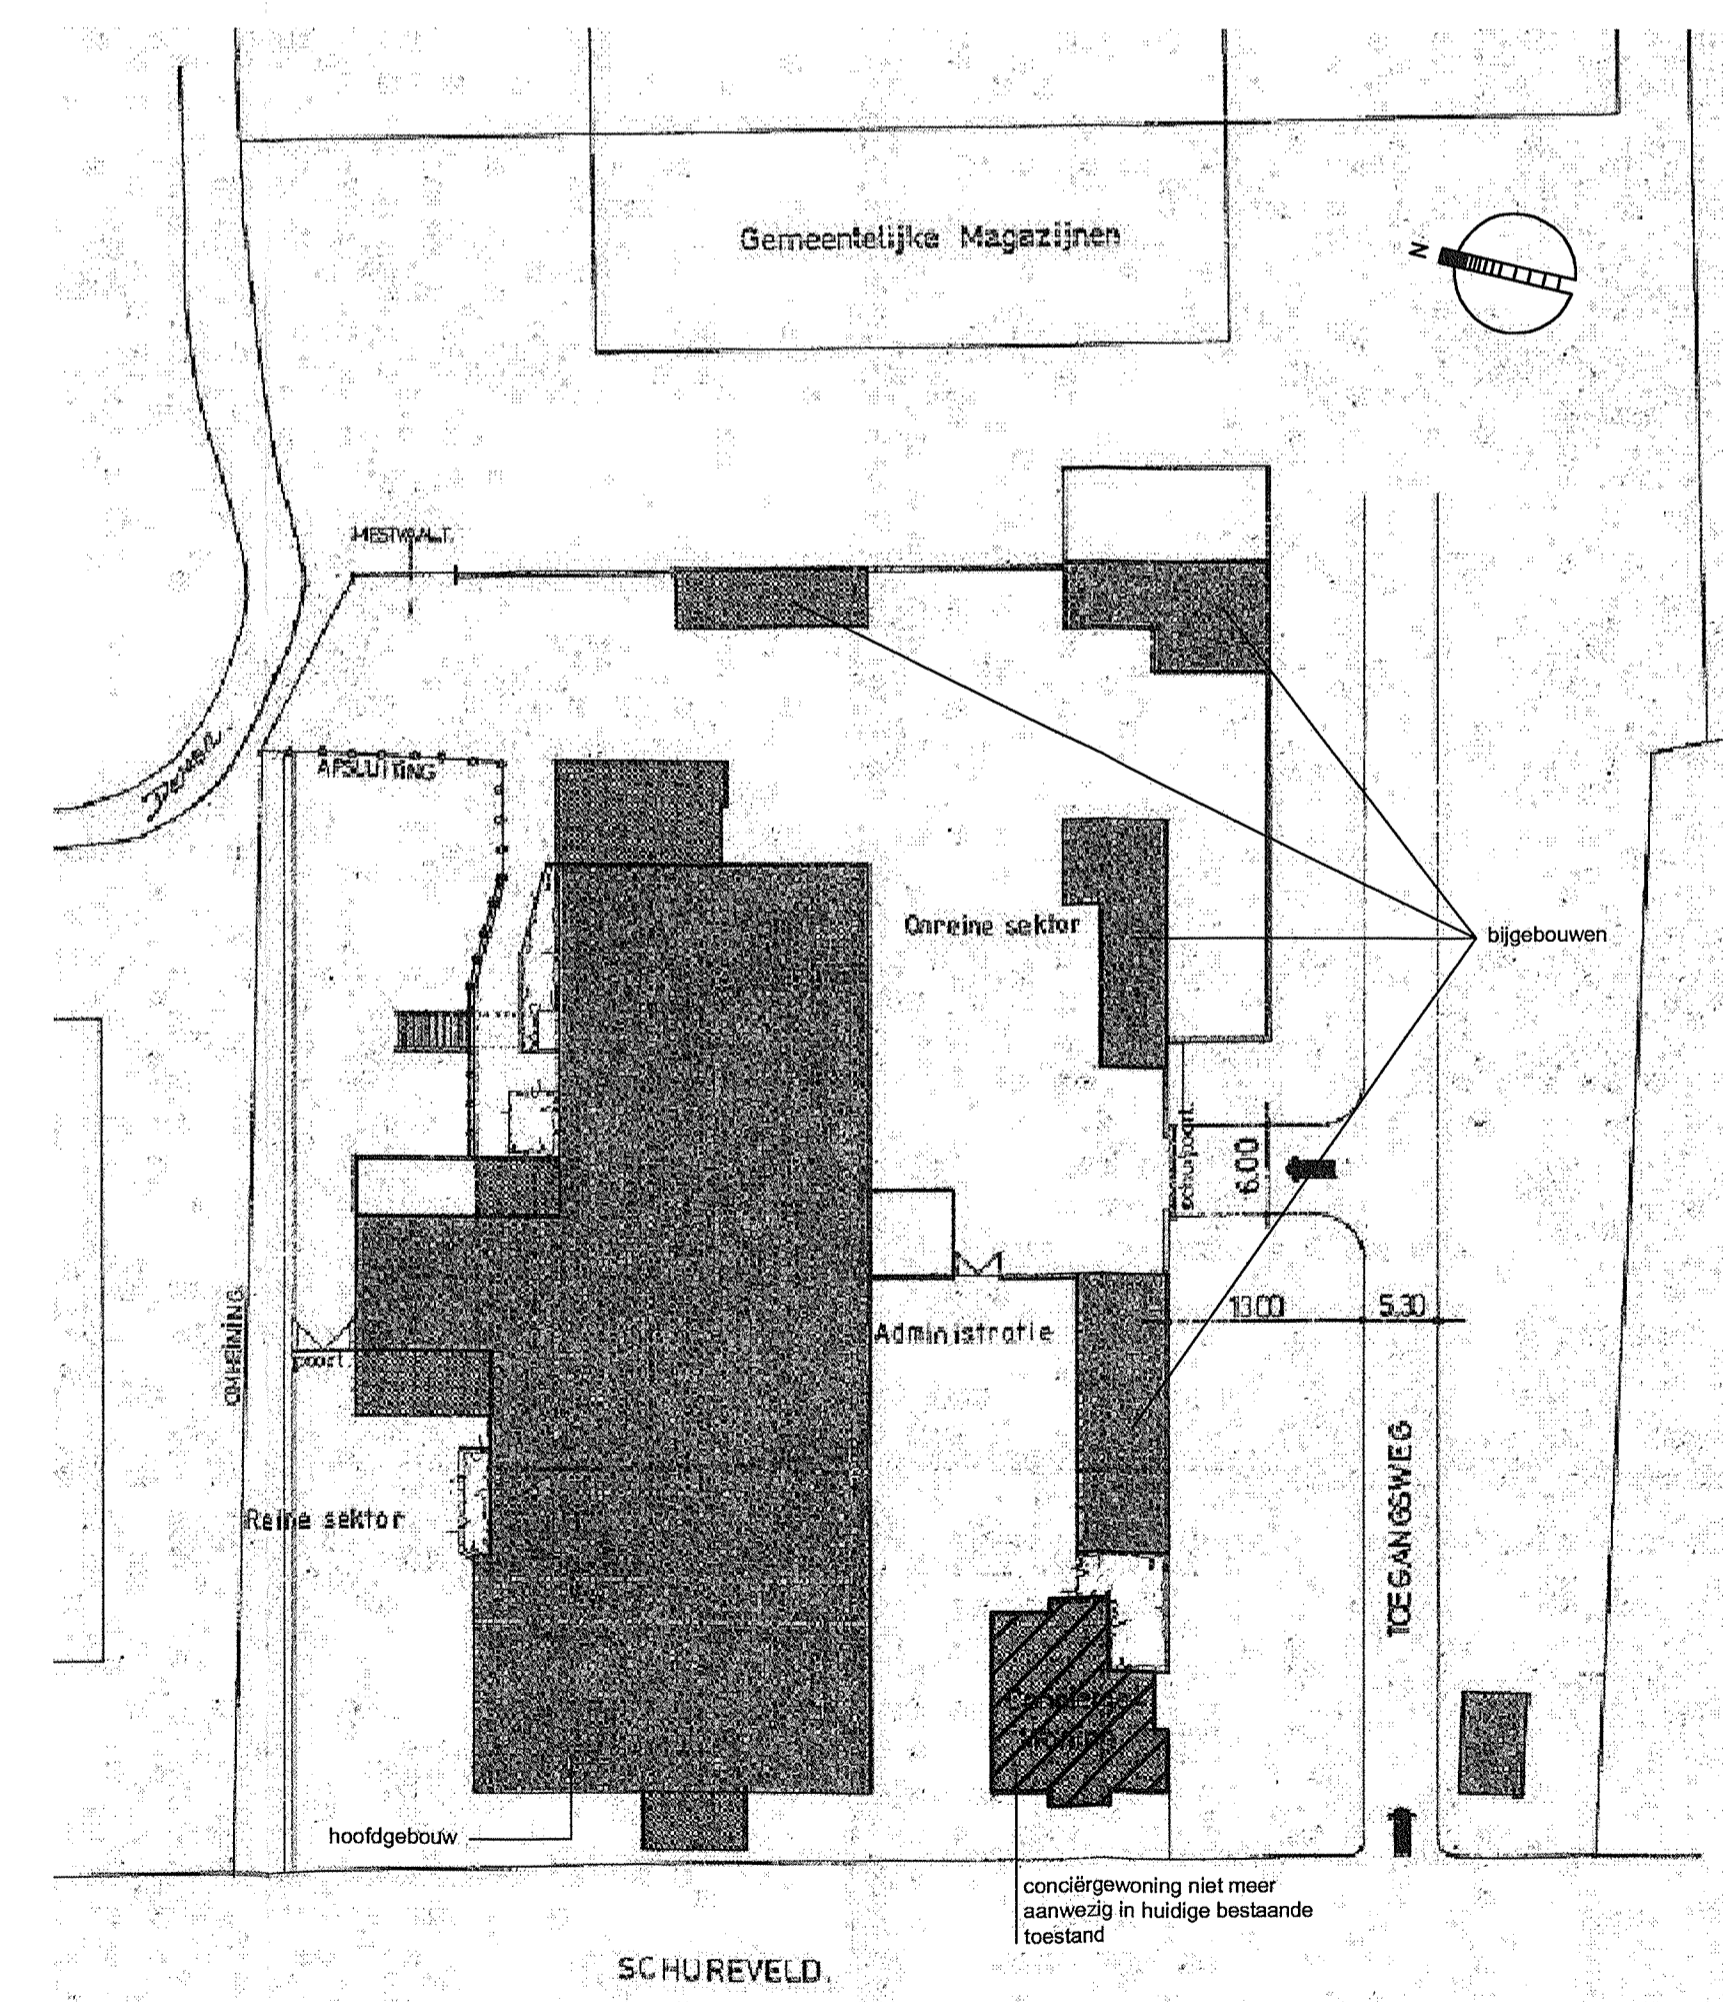 Gemeentelijke Magazijnen
N
MESTVAALT.
AFSLUITING
Onreine sektor
bijgebouwen
schuifpoort.
6.00
OMHEINING
13.00
5.30
Administratie
poort.
TOEGANGSWEG
Reine sektor
hoofdgebouw
conciërgewoning niet meer
aanwezig in huidige bestaande
toestand
SCHUREVELD.